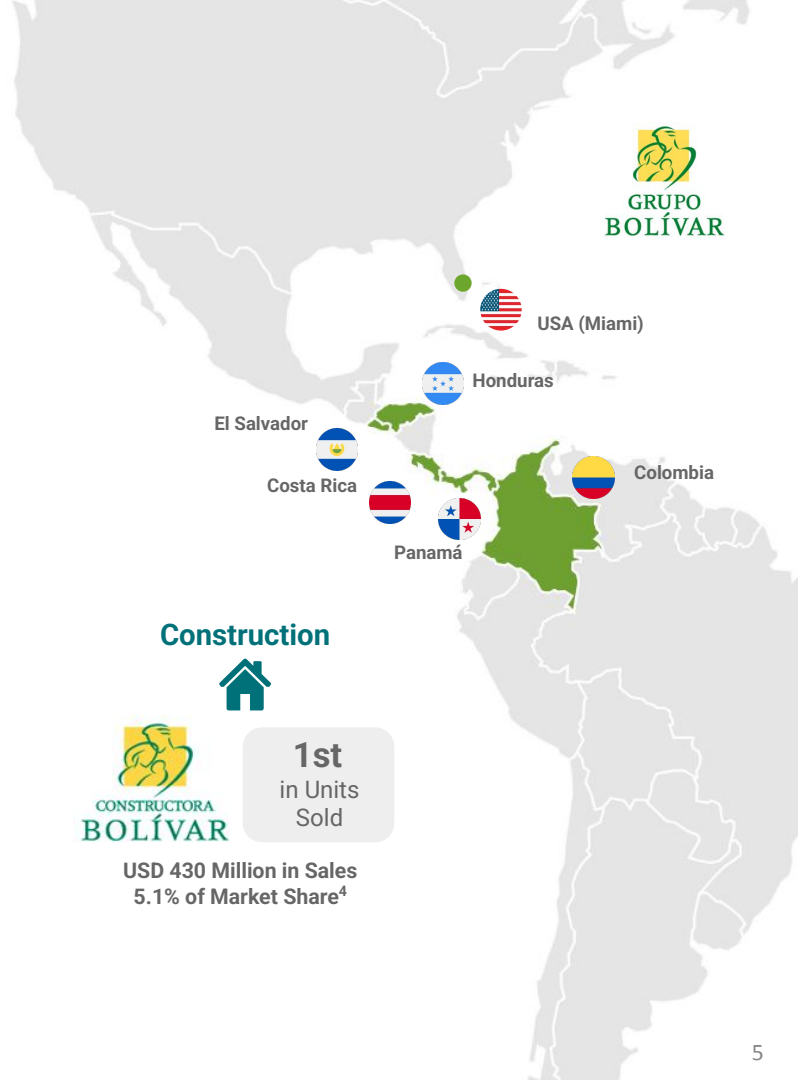 GRUPO
BOLÍVAR
USA (Miami)
Honduras
El Salvador
Colombia
Costa Rica
Panamá
Construction
1st
in Units
Sold
CONSTRUCTORA
BOLÍVAR
USD 430 Million in Sales
5.1% of Market Share⁴
5